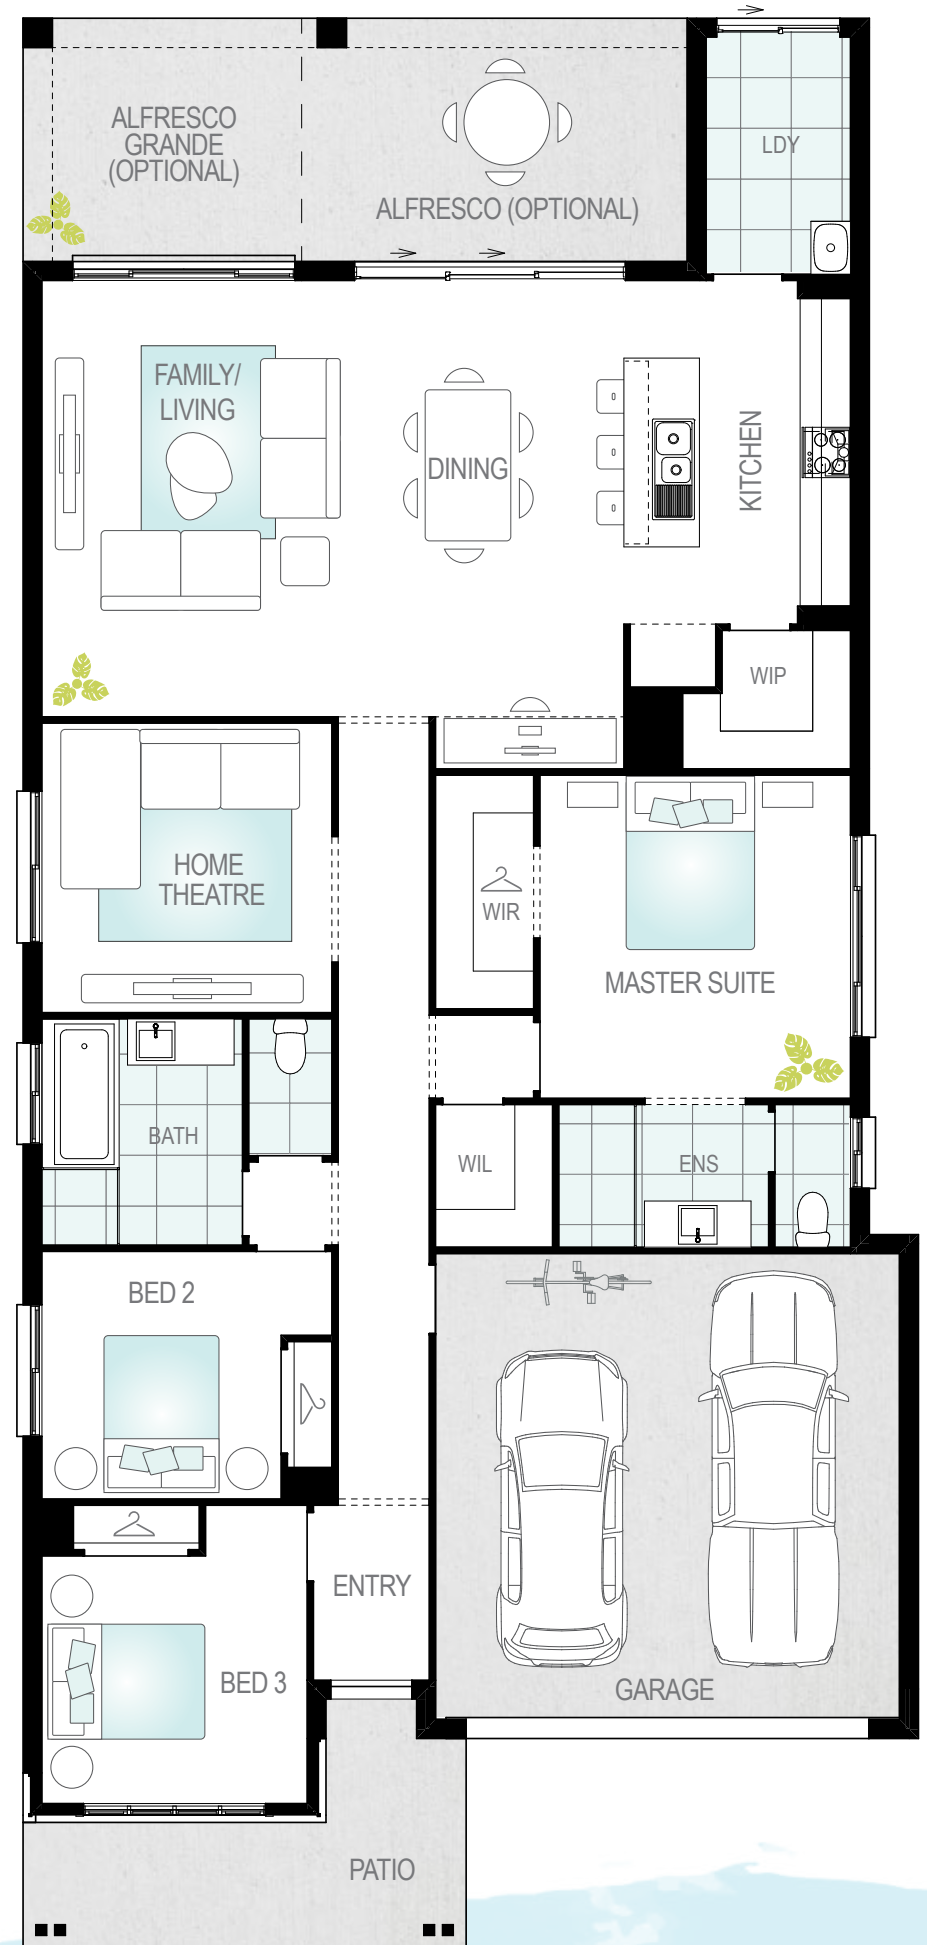 ALFRESCO
GRANDE
(OPTIONAL)
ALFRESCO (OPTIONAL)
LDY
FAMILY/
LIVING
DINING
KITCHEN
WIP
HOME
THEATRE
WIR
MASTER SUITE
BATH
WIL
ENS
BED 2
ENTRY
BED 3
GARAGE
PATIO